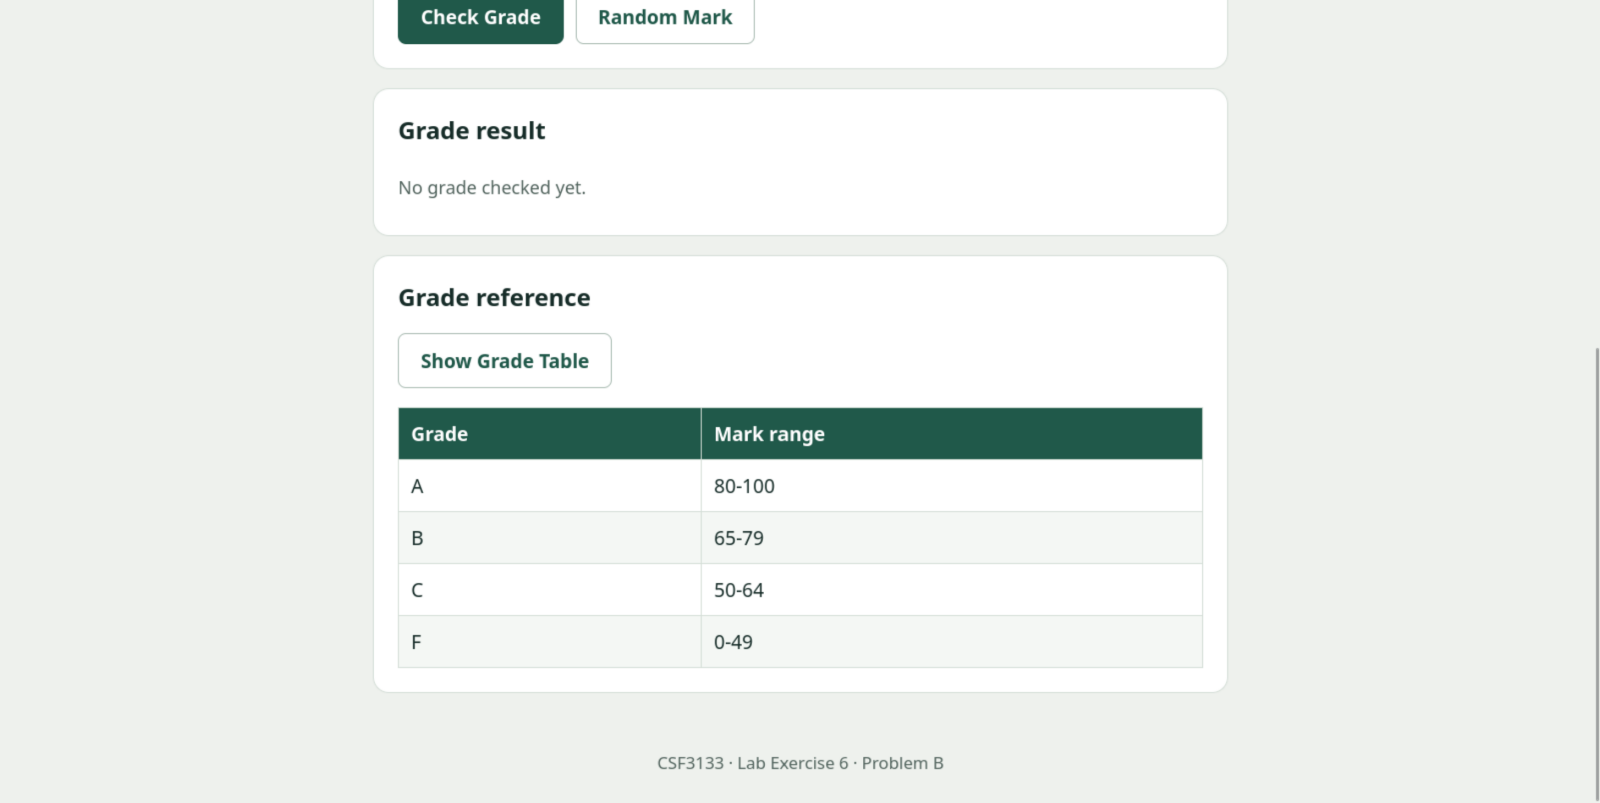 Check Grade Random Mark
Grade result
No grade checked yet.
Grade reference
Show Grade Table
Grade Mark range
A 80-100
B 65-79
C 50-64
F 0-49
CSF3133 · Lab Exercise 6 · Problem B